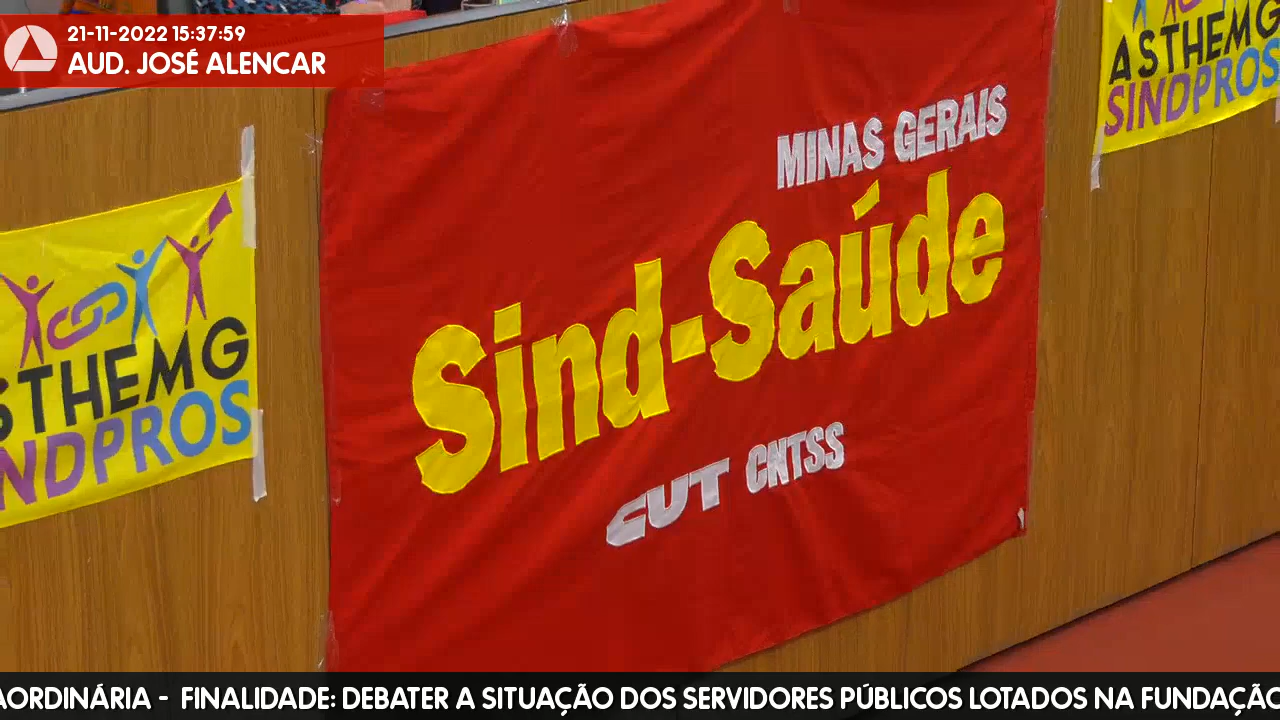 21-11-2022 15:37:59
AUD. JOSÉ ALENCAR
MINAS GERAIS
Sind-Saúde
CUT CNTSS
ASTHEMG
SINDPROS
STHEMG
NDPROS
AORDINÁRIA - FINALIDADE: DEBATER A SITUAÇÃO DOS SERVIDORES PÚBLICOS LOTADOS NA FUNDAÇÃO